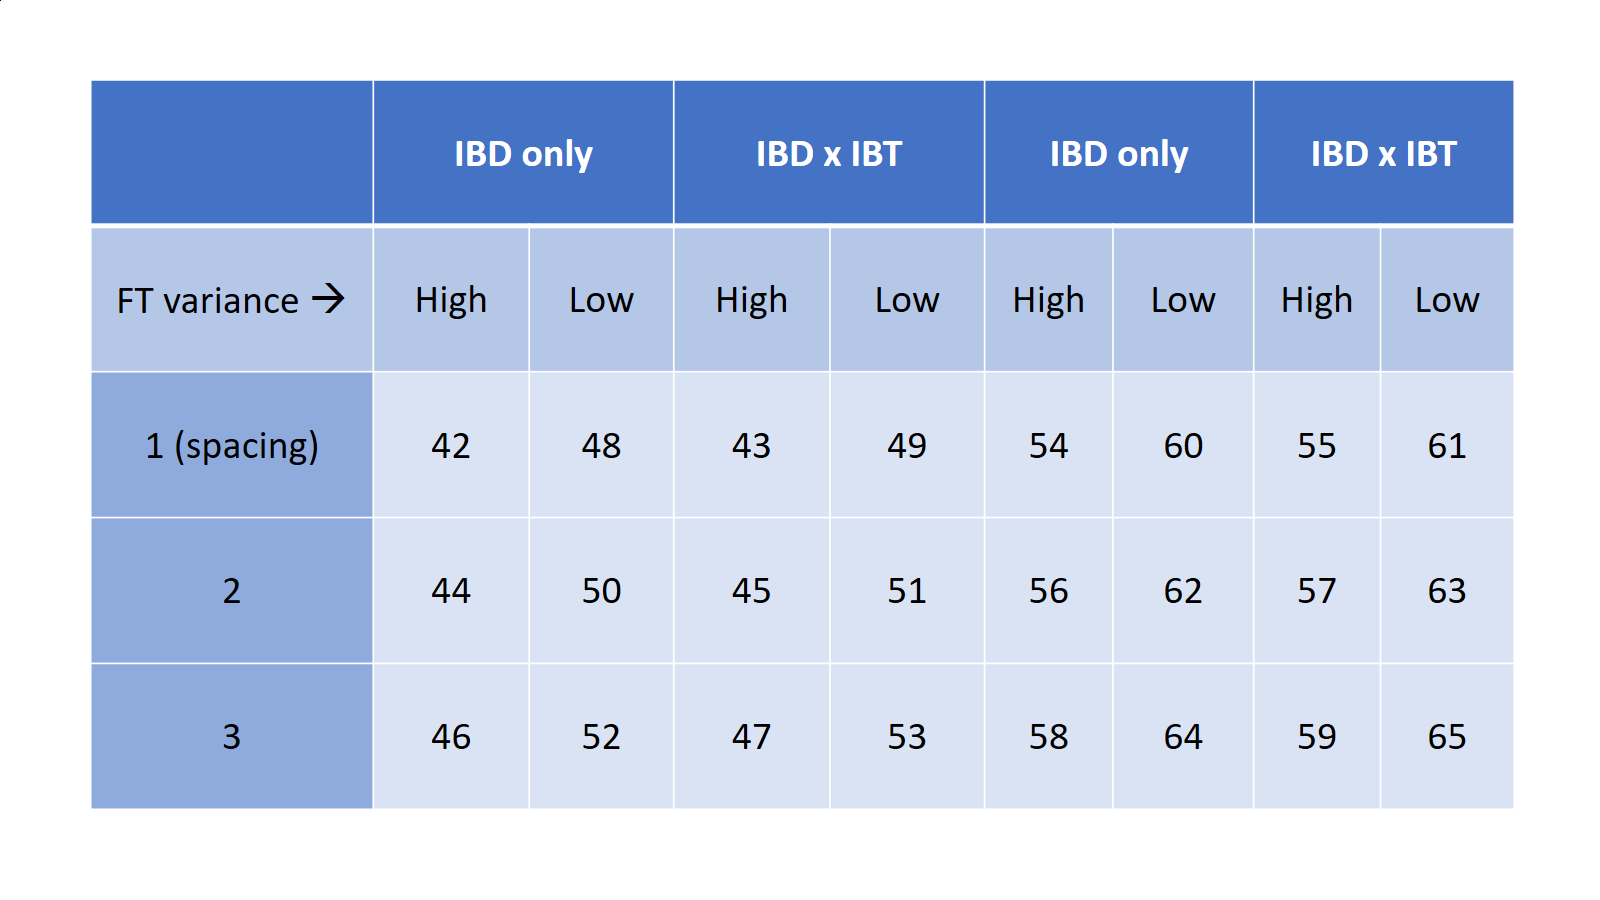 IBD only IBD x IBT IBD only IBD x IBT
FT variance → High Low High Low High Low High Low
1 (spacing) 42 48 43 49 54 60 55 61
2 44 50 45 51 56 62 57 63
3 46 52 47 53 58 64 59 65